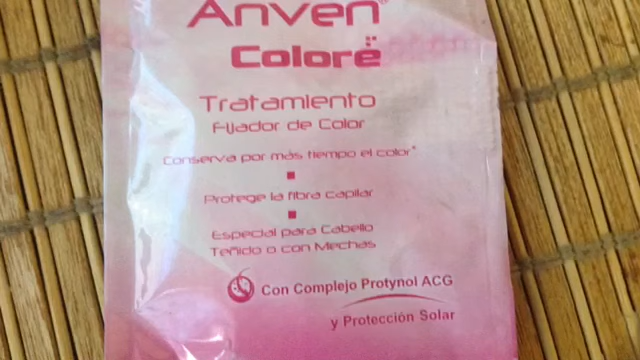 Anven®
Colorë
Tratamiento
Fijador de Color
Conserva por más tiempo el color*
Protege la fibra capilar
Especial para Cabello
Teñido o con Mechas
Con Complejo Protynol ACG
y Protección Solar